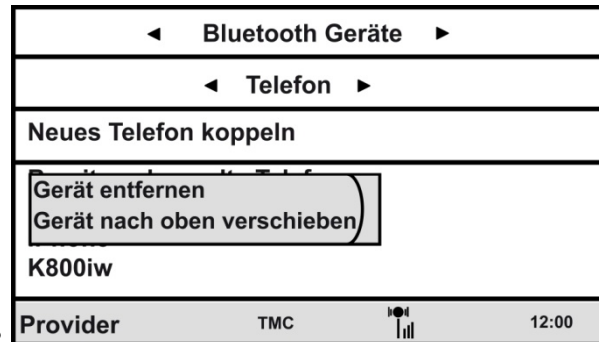 Bluetooth Geräte
Telefon
Neues Telefon koppeln
Gerät entfernen
Gerät nach oben verschieben
K800iw
Provider TMC 12:00